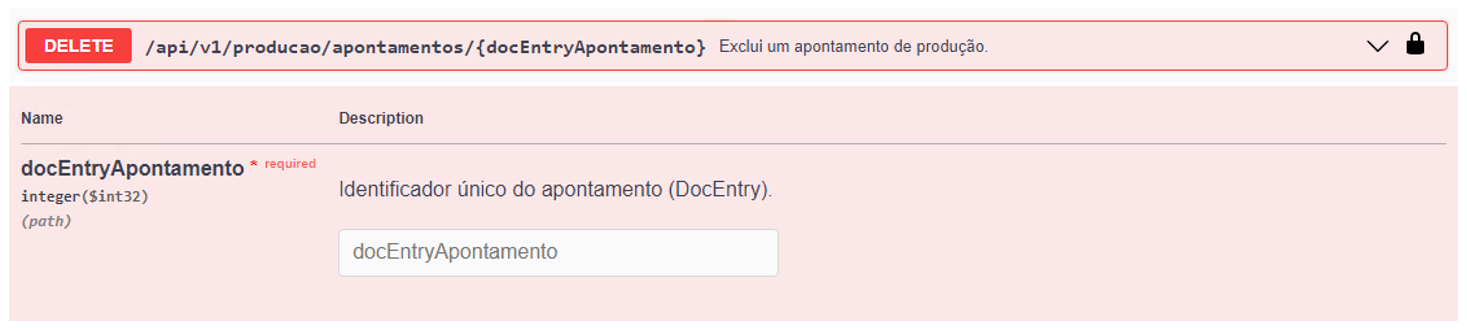 DELETE /api/v1/producao/apontamentos/{docEntryApontamento} Exclui um apontamento de produção.
Name Description
docEntryApontamento * required
integer($int32)
(path)
Identificador único do apontamento (DocEntry).
docEntryApontamento